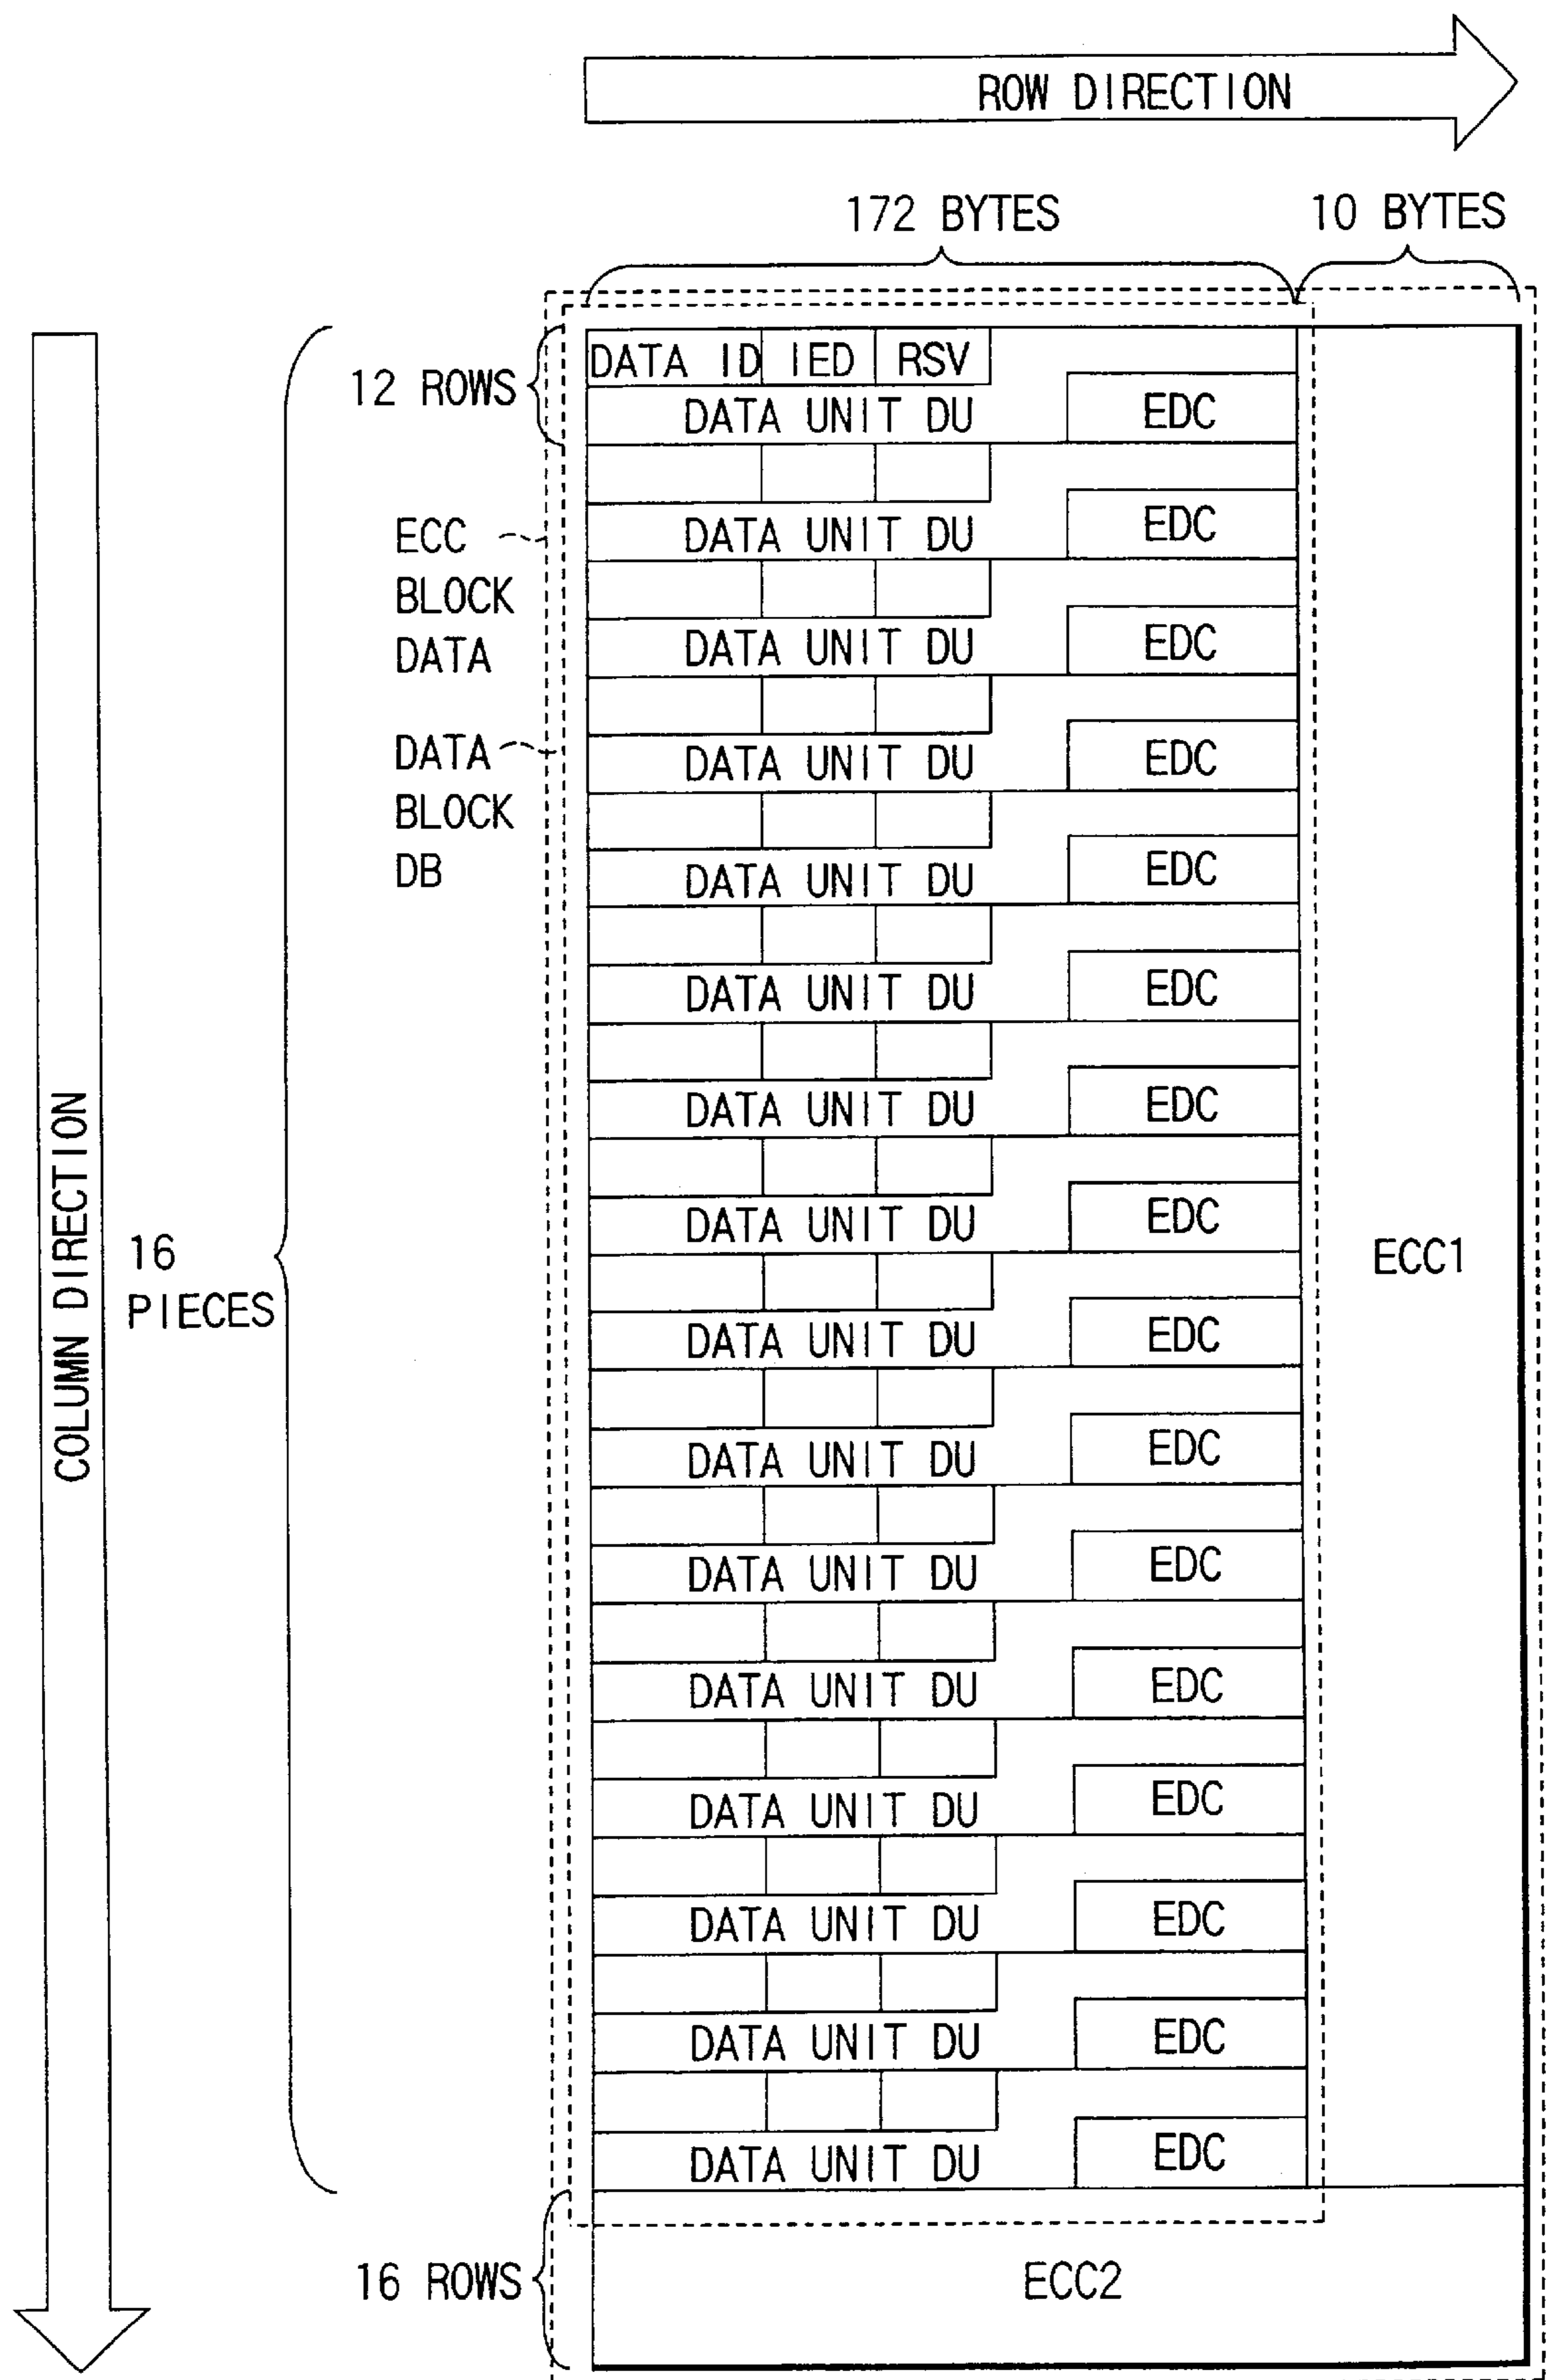 ROW DIRECTION
172 BYTES
10 BYTES
12 ROWS
DATA ID
IED
RSV
DATA UNIT DU
EDC
DATA UNIT DU
EDC
ECC
BLOCK
DATA
DATA UNIT DU
EDC
DATA UNIT DU
EDC
DATA
BLOCK
DB
DATA UNIT DU
EDC
DATA UNIT DU
EDC
DATA UNIT DU
EDC
DATA UNIT DU
EDC
COLUMN DIRECTION
16
PIECES
ECC1
DATA UNIT DU
EDC
DATA UNIT DU
EDC
DATA UNIT DU
EDC
DATA UNIT DU
EDC
DATA UNIT DU
EDC
DATA UNIT DU
EDC
DATA UNIT DU
EDC
DATA UNIT DU
EDC
16 ROWS
ECC2